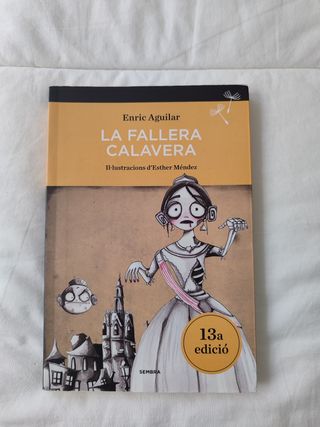 Enric Aguilar
LA FALLERA
CALAVERA
Il·lustracions d'Esther Méndez
13a
edició
SEMBRA